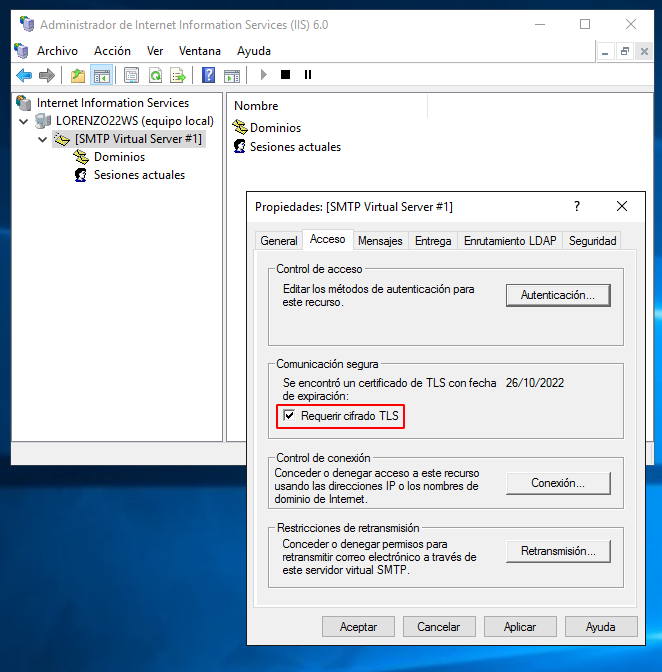 Administrador de Internet Information Services (IIS) 6.0
Archivo Acción Ver Ventana Ayuda
Internet Information Services
LORENZO22WS (equipo local)
[SMTP Virtual Server #1]
Dominios
Sesiones actuales
Nombre
Dominios
Sesiones actuales
Propiedades: [SMTP Virtual Server #1]
General Acceso Mensajes Entrega Enrutamiento LDAP Seguridad
Control de acceso
Editar los métodos de autenticación para
este recurso.
Autenticación...
Comunicación segura
Se encontró un certificado de TLS con fecha
de expiración:
26/10/2022
Requerir cifrado TLS
Control de conexión
Conceder o denegar acceso a este recurso
usando las direcciones IP o los nombres de
dominio de Internet.
Conexión...
Restricciones de retransmisión
Conceder o denegar permisos para
retransmitir correo electrónico a través de
este servidor virtual SMTP.
Retransmisión...
Aceptar Cancelar Aplicar Ayuda